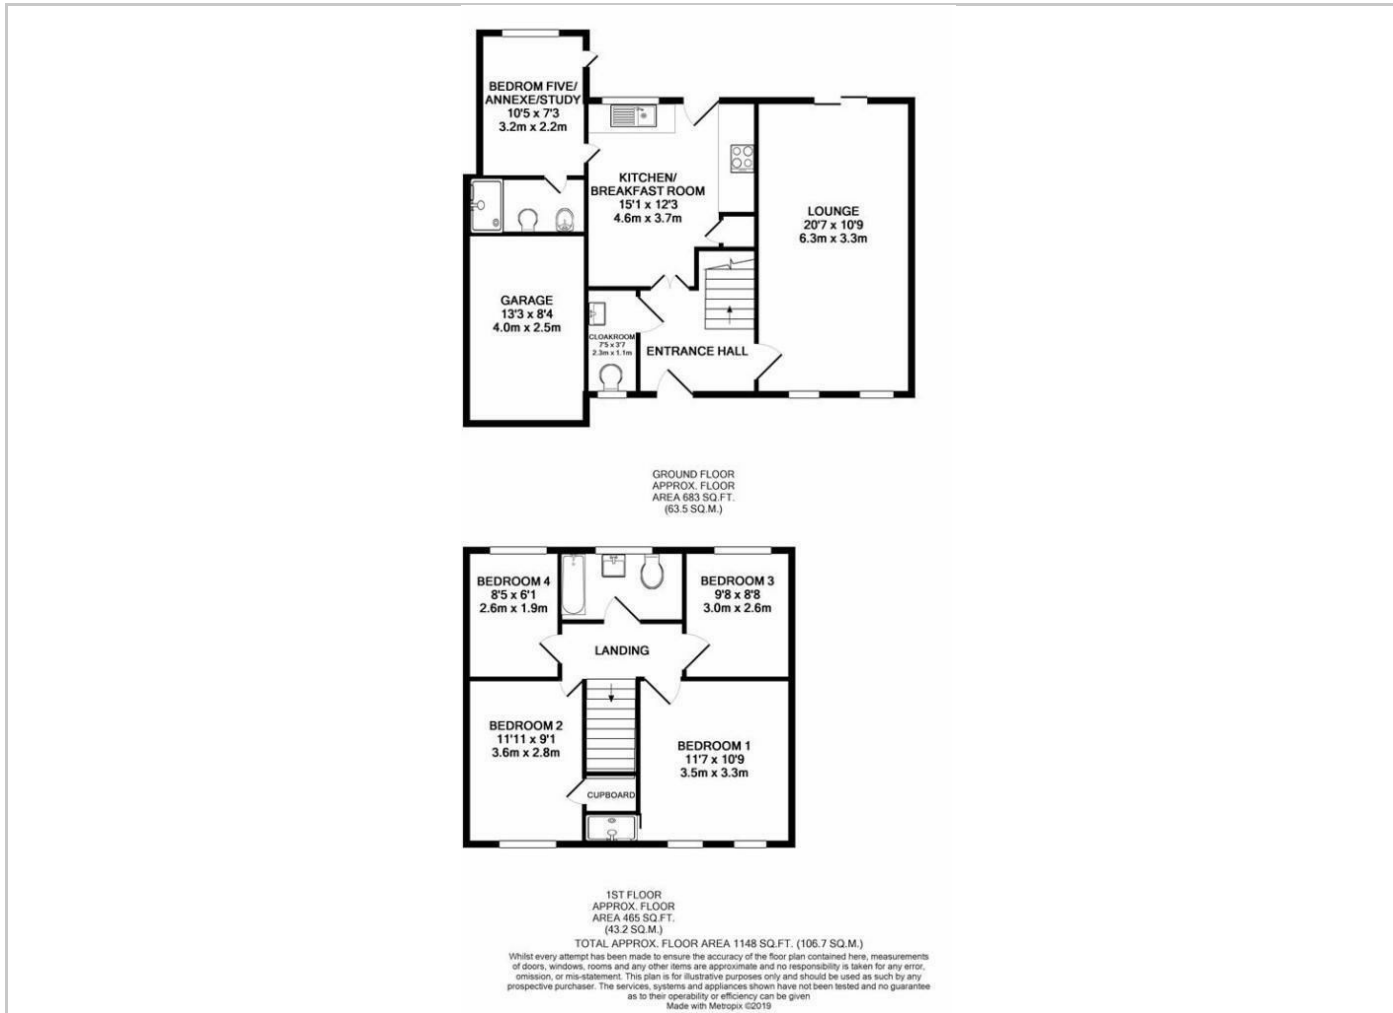 BEDROM FIVE/
ANNEXE/STUDY
10'5 x 7'3
3.2m x 2.2m
KITCHEN/
BREAKFAST ROOM
15'1 x 12'3
4.6m x 3.7m
LOUNGE
20'7 x 10'9
6.3m x 3.3m
GARAGE
13'3 x 8'4
4.0m x 2.5m
CLOAKROOM
7'5 x 3'7
2.3m x 1.1m
ENTRANCE HALL
GROUND FLOOR
APPROX. FLOOR
AREA 683 SQ.FT.
(63.5 SQ.M.)
BEDROOM 4
8'5 x 6'1
2.6m x 1.9m
BEDROOM 3
9'8 x 8'8
3.0m x 2.6m
LANDING
BEDROOM 2
11'11 x 9'1
3.6m x 2.8m
BEDROOM 1
11'7 x 10'9
3.5m x 3.3m
CUPBOARD
1ST FLOOR
APPROX. FLOOR
AREA 465 SQ.FT.
(43.2 SQ.M.)
TOTAL APPROX. FLOOR AREA 1148 SQ.FT. (106.7 SQ.M.)
Whilst every attempt has been made to ensure the accuracy of the floor plan contained here, measurements
of doors, windows, rooms and any other items are approximate and no responsibility is taken for any error,
omission, or mis-statement. This plan is for illustrative purposes only and should be used as such by any
prospective purchaser. The services, systems and appliances shown have not been tested and no guarantee
as to their operability or efficiency can be given
Made with Metropix ©2019